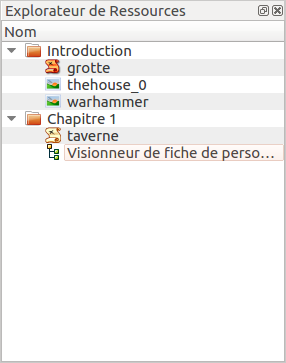 Explorateur de Ressources
Nom
Introduction
grotte
thehouse_0
warhammer
Chapitre 1
taverne
Visionneur de fiche de perso...